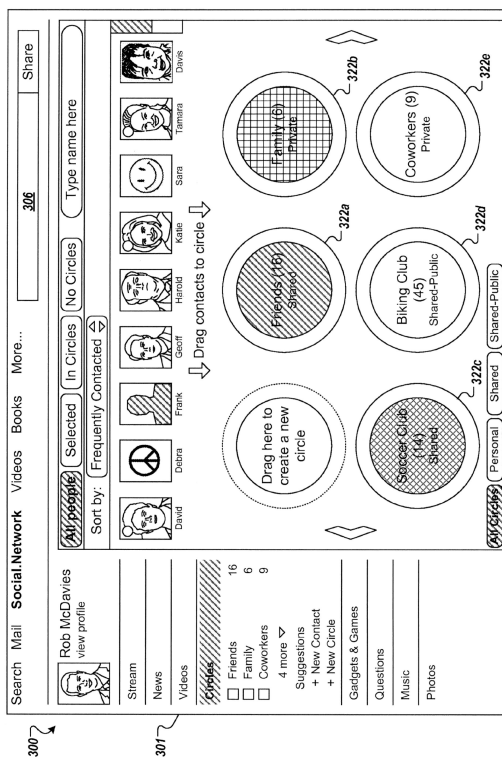 300
301
Search Mail Social.Network Videos Books More...
306
Share
Rob McDavies
view profile
Stream
News
Videos
Circles
Friends 16
Family 6
Coworkers 9
4 more
Suggestions
+ New Contact
+ New Circle
Gadgets & Games
Questions
Music
Photos
All people Selected In Circles No Circles Type name here
Sort by: Frequently Contacted
David Debra Frank Geoff Harold Katie Sara Tamara Davis
Drag contacts to circle
Drag here to
create a new
circle
Friends (16)
Shared
322a
Family (6)
Private
322b
Soccer Club
(14)
Shared
322c
Biking Club
(45)
Shared-Public
322d
Coworkers (9)
Private
322e
All Circles Personal Shared Shared-Public